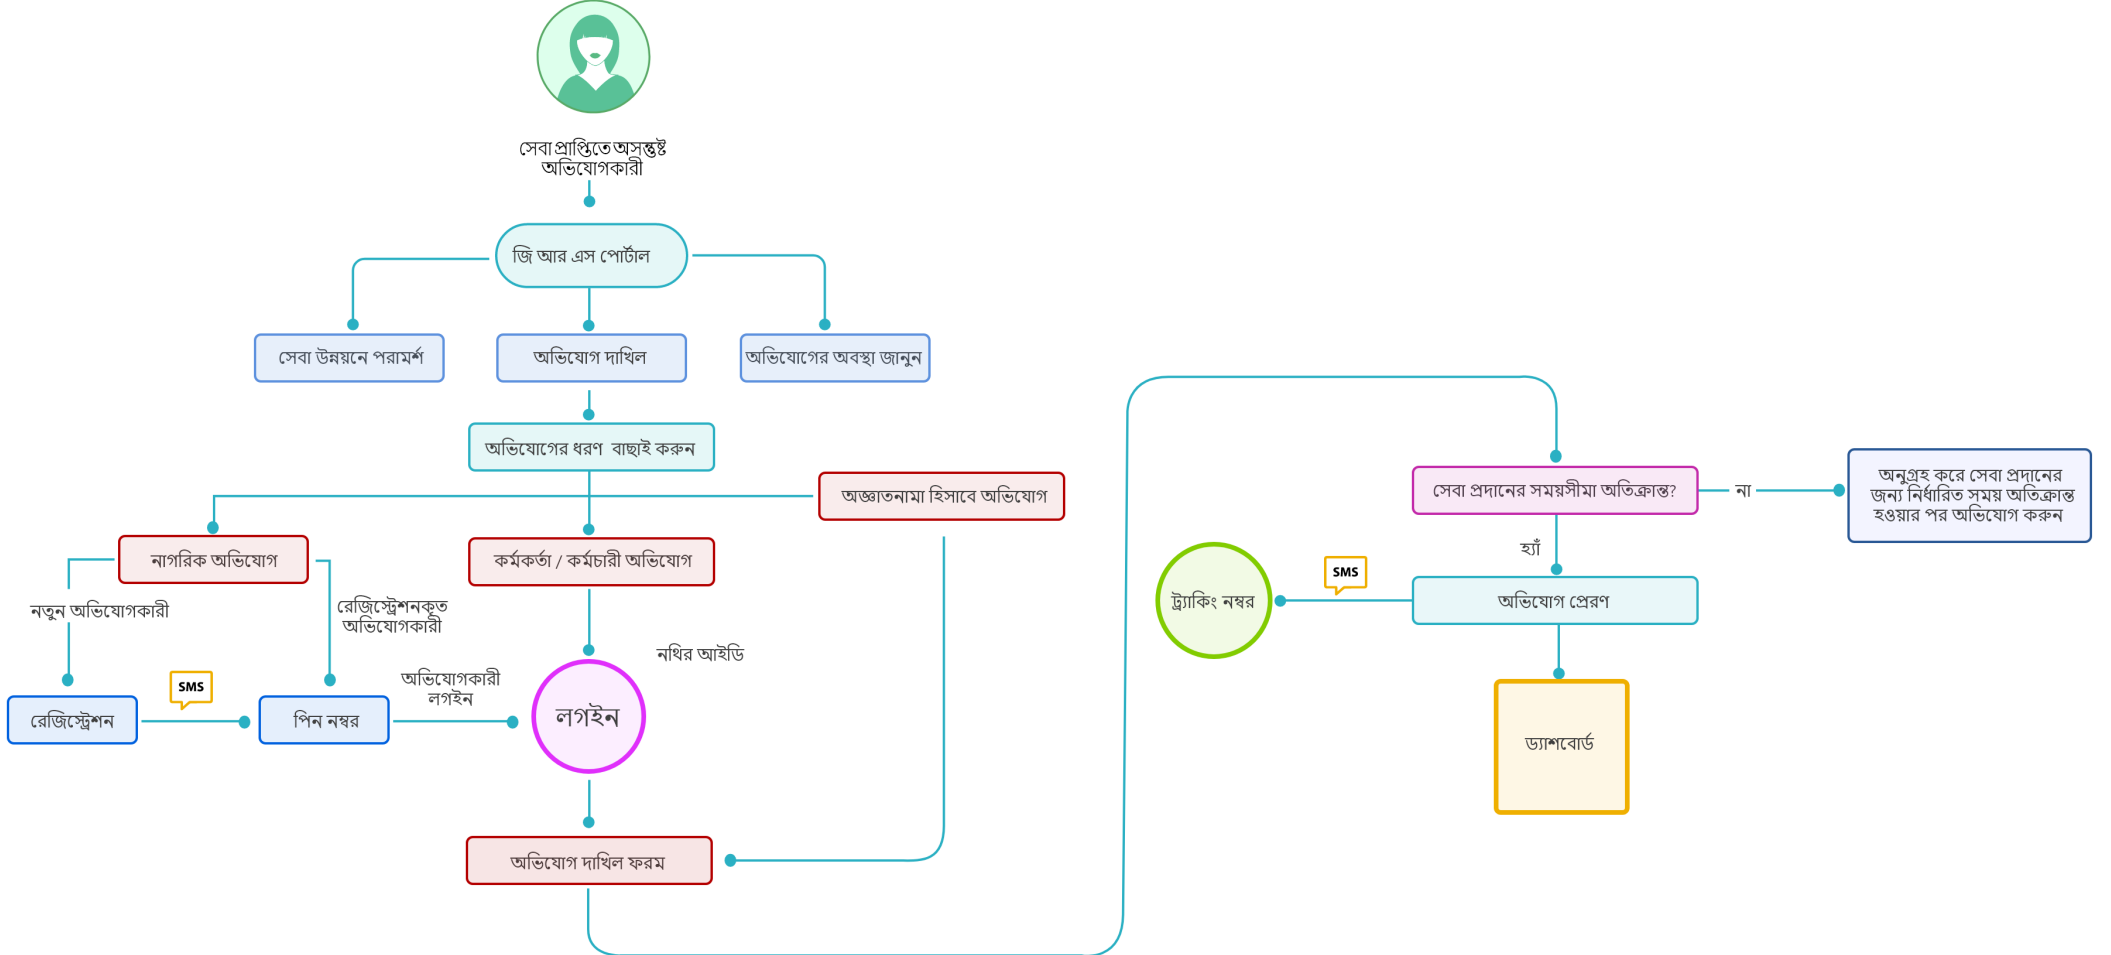 সেবা প্রাপ্তিতে অসন্তুষ্ট
অভিযোগকারী
জি আর এস পোর্টাল
সেবা উন্নয়নে পরামর্শ
অভিযোগ দাখিল
অভিযোগের অবস্থা জানুন
অভিযোগের ধরণ বাছাই করুন
অজ্ঞাতনামা হিসাবে অভিযোগ
নাগরিক অভিযোগ
কর্মকর্তা / কর্মচারী অভিযোগ
নতুন অভিযোগকারী
রেজিস্ট্রেশনকৃত
অভিযোগকারী
নথির আইডি
SMS
অভিযোগকারী
লগইন
রেজিস্ট্রেশন
পিন নম্বর
লগইন
অভিযোগ দাখিল ফরম
সেবা প্রদানের সময়সীমা অতিক্রান্ত?
না
অনুগ্রহ করে সেবা প্রদানের
জন্য নির্ধারিত সময় অতিক্রান্ত
হওয়ার পর অভিযোগ করুন
হ্যাঁ
SMS
ট্র্যাকিং নম্বর
অভিযোগ প্রেরণ
ড্যাশবোর্ড